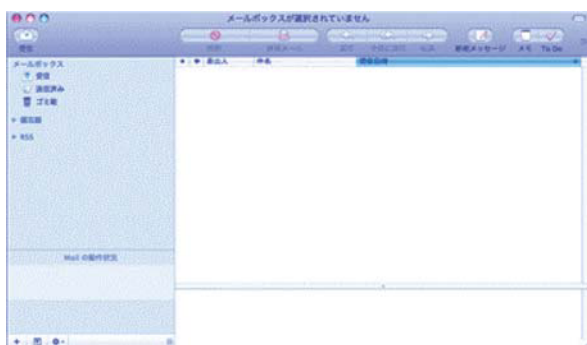 メールボックスが選択されていません
受信 削除 迷惑メール 返信 全員に返信 転送 新規メッセージ メモ To Do
差出人 件名 受信日時
メールボックス
受信
送信済み
ゴミ箱
備忘録
RSS
Mail の動作状況